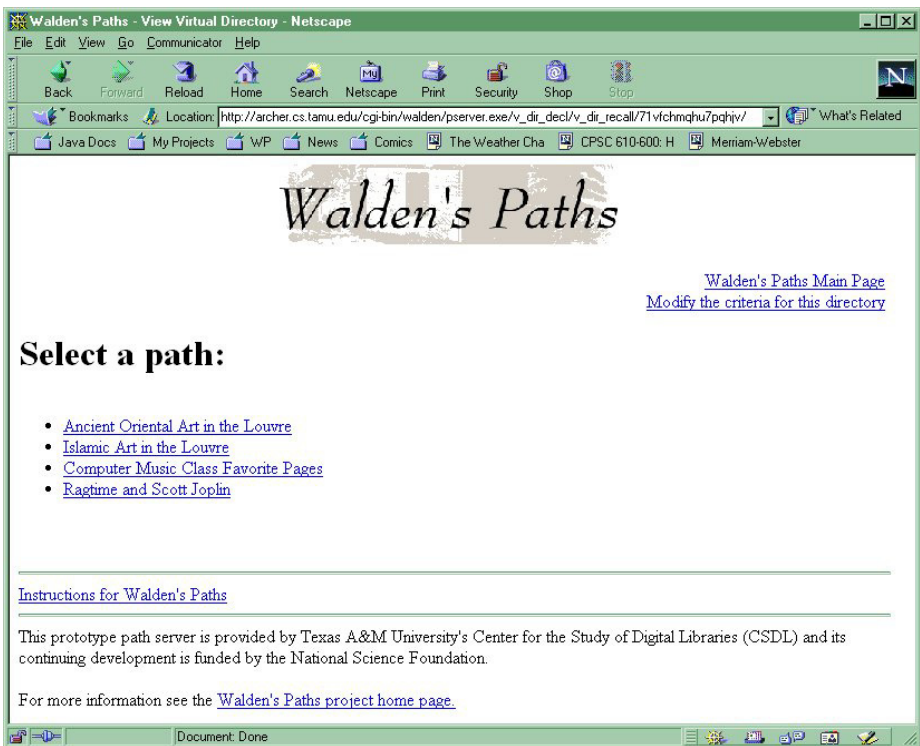 Walden's Paths - View Virtual Directory - Netscape
File Edit View Go Communicator Help
Back Forward Reload Home Search Netscape Print Security Shop Stop
Bookmarks Location: http://archer.cs.tamu.edu/cgi-bin/walden/pserver.exe/v_dir_decl/v_dir_recall/71vfchmqhu7pqhjv/ What's Related
Java Docs My Projects WP News Comics The Weather Cha CPSC 610-600: H Merriam-Webster
Walden's Paths
Walden's Paths Main Page
Modify the criteria for this directory
Select a path:
• Ancient Oriental Art in the Louvre
• Islamic Art in the Louvre
• Computer Music Class Favorite Pages
• Ragtime and Scott Joplin
Instructions for Walden's Paths
This prototype path server is provided by Texas A&M University's Center for the Study of Digital Libraries (CSDL) and its
continuing development is funded by the National Science Foundation.
For more information see the Walden's Paths project home page.
Document: Done